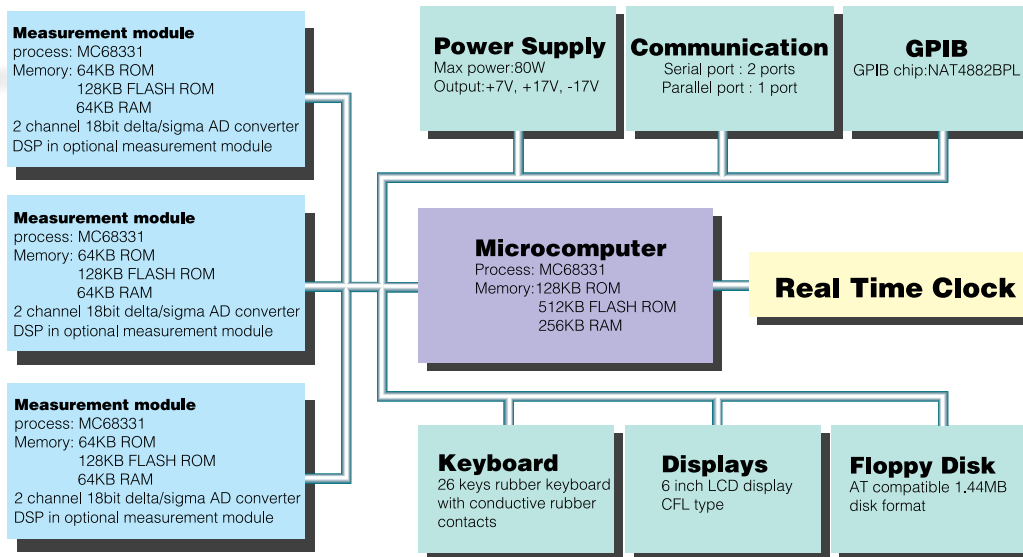 Measurement module
process: MC68331
Memory: 64KB ROM
128KB FLASH ROM
64KB RAM
2 channel 18bit delta/sigma AD converter
DSP in optional measurement module
Measurement module
process: MC68331
Memory: 64KB ROM
128KB FLASH ROM
64KB RAM
2 channel 18bit delta/sigma AD converter
DSP in optional measurement module
Measurement module
process: MC68331
Memory: 64KB ROM
128KB FLASH ROM
64KB RAM
2 channel 18bit delta/sigma AD converter
DSP in optional measurement module
Power Supply
Max power:80W
Output:+7V, +17V, -17V
Communication
Serial port : 2 ports
Parallel port : 1 port
GPIB
GPIB chip:NAT4882BPL
Microcomputer
Process: MC68331
Memory:128KB ROM
512KB FLASH ROM
256KB RAM
Real Time Clock
Keyboard
26 keys rubber keyboard
with conductive rubber
contacts
Displays
6 inch LCD display
CFL type
Floppy Disk
AT compatible 1.44MB
disk format